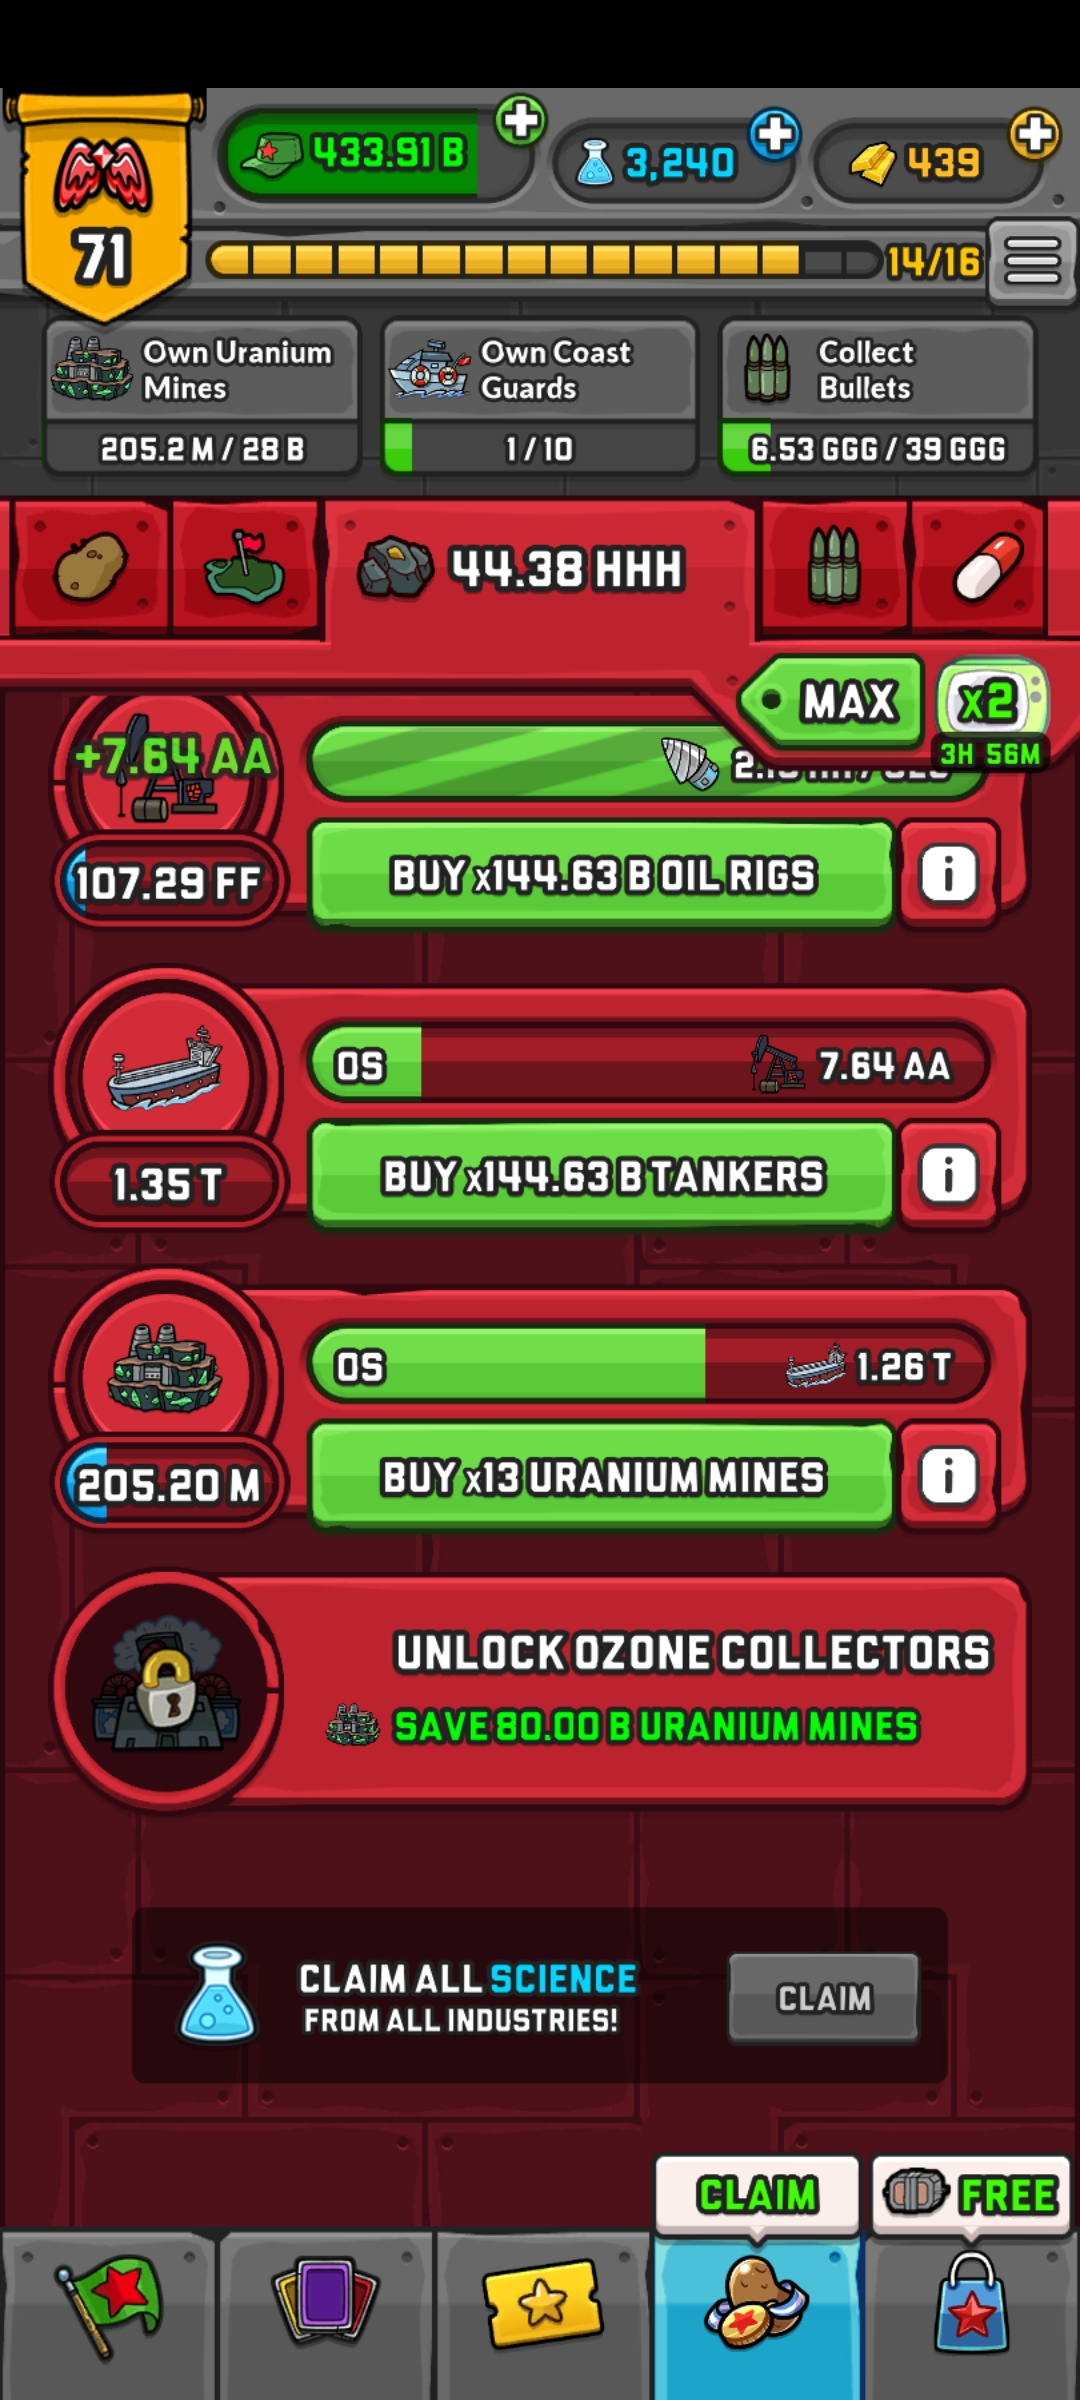 433.91 B
3,240
439
71
14/16
Own Uranium
Mines
205.2 M / 28 B
Own Coast
Guards
1 / 10
Collect
Bullets
6.53 GGG / 39 GGG
44.38 HHH
MAX
x2
3H 56M
+7.64 AA
107.29 FF
BUY x144.63 B OIL RIGS
i
0S
7.64 AA
1.35 T
BUY x144.63 B TANKERS
i
0S
1.26 T
205.20 M
BUY x13 URANIUM MINES
i
UNLOCK OZONE COLLECTORS
SAVE 80.00 B URANIUM MINES
CLAIM ALL SCIENCE
FROM ALL INDUSTRIES!
CLAIM
CLAIM
FREE